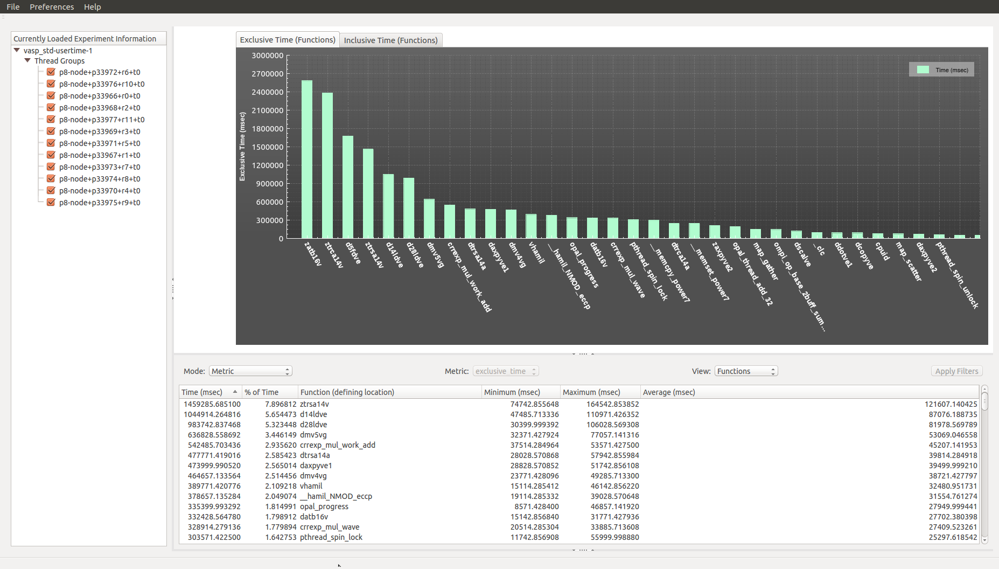 File Preferences Help
Currently Loaded Experiment Information
vasp_std-usertime-1
Thread Groups
p8-node+p33972+r6+t0
p8-node+p33976+r10+t0
p8-node+p33966+r0+t0
p8-node+p33968+r2+t0
p8-node+p33977+r11+t0
p8-node+p33969+r3+t0
p8-node+p33971+r5+t0
p8-node+p33967+r1+t0
p8-node+p33973+r7+t0
p8-node+p33974+r8+t0
p8-node+p33970+r4+t0
p8-node+p33975+r9+t0
Exclusive Time (Functions) Inclusive Time (Functions)
Time (msec)
Exclusive Time (msec)
3000000
2700000
2400000
2100000
1800000
1500000
1200000
900000
600000
300000
0
zatb16v
ztrca14v
d5fdve
ztrsa14v
d14ldve
d28ldve
dmv5vg
crrexp_mul_work_add
dtrsa14a
daxpyve1
dmv4vg
vhamil
__hamil_NMOD_eccp
opal_progress
datb16v
crrexp_mul_wave
pthread_spin_lock
__memcpy_power7
dtrca14a
__memset_power7
zaxpyve2
opal_thread_add_32
map_gather
ompi_op_base_2buff_sum...
dscalve
_clc
ddotve1
dcopyve
cpuid
map_scatter
daxpyve2
pthread_spin_unlock
Mode: Metric Metric: exclusive_time View: Functions Apply Filters
Time (msec) % of Time Function (defining location) Minimum (msec) Maximum (msec) Average (msec)
1459285.685100 7.896812 ztrsa14v 74742.855648 164542.853852 121607.140425
1044914.264816 5.654473 d14ldve 47485.713336 110971.426352 87076.188735
983742.837468 5.323448 d28ldve 30399.999392 106028.569308 81978.569789
636828.558692 3.446149 dmv5vg 32371.427924 77057.141316 53069.046558
542485.703436 2.935620 crrexp_mul_work_add 37514.284964 53571.427500 45207.141953
477771.419016 2.585423 dtrsa14a 28028.570868 57942.855984 39814.284918
473999.990520 2.565014 daxpyve1 28828.570852 51742.856108 39499.999210
464657.133564 2.514456 dmv4vg 23771.428096 49285.713300 38721.427797
389771.420776 2.109218 vhamil 15114.285412 46142.856220 32480.951731
378657.135284 2.049074 __hamil_NMOD_eccp 19114.285332 39028.570648 31554.761274
335399.993292 1.814991 opal_progress 8571.428400 46857.141920 27949.999441
332428.564780 1.798912 datb16v 15142.856840 31771.427936 27702.380398
328914.279136 1.779894 crrexp_mul_wave 20514.285304 33885.713608 27409.523261
303571.422500 1.642753 pthread_spin_lock 11742.856908 55999.998880 25297.618542